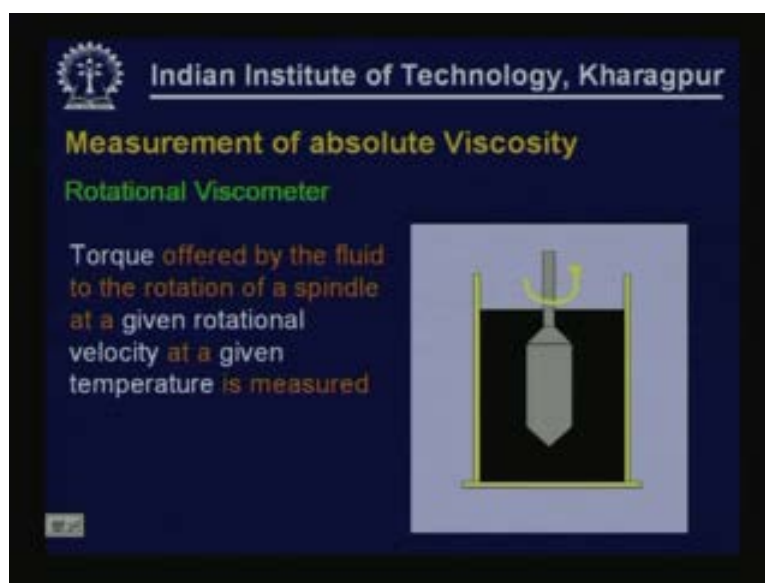 Indian Institute of Technology, Kharagpur
Measurement of absolute Viscosity
Rotational Viscometer
Torque offered by the fluid
to the rotation of a spindle
at a given rotational
velocity at a given
temperature is measured